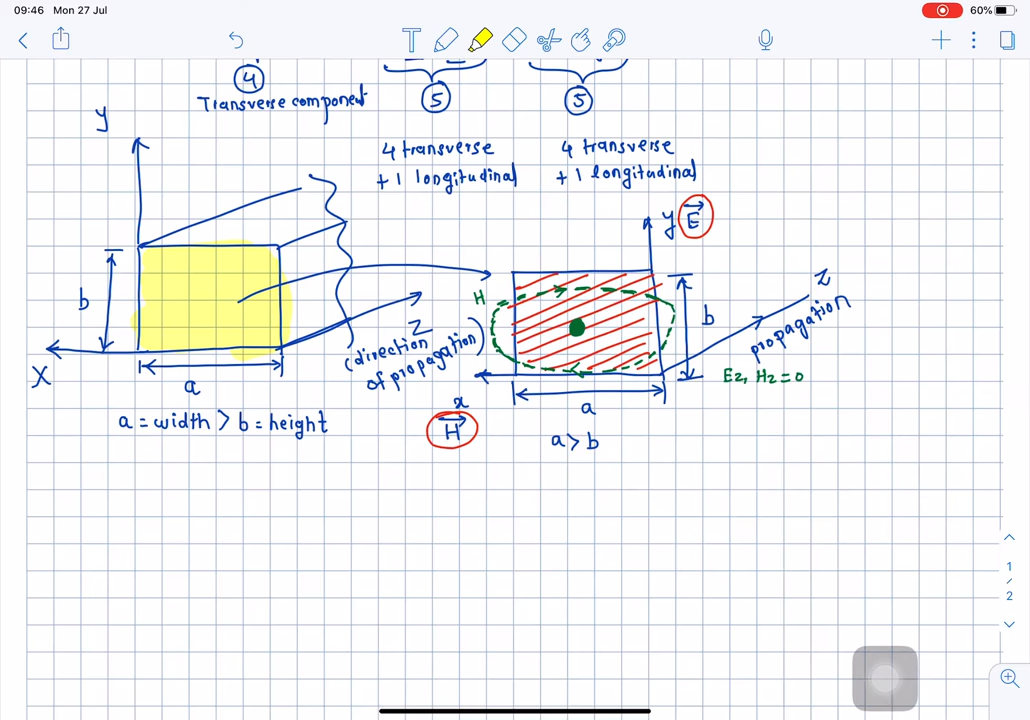 09:46 Mon 27 Jul
60%
T
4
Transverse component
5
5
4 transverse
+ 1 longitudinal
4 transverse
+ 1 longitudinal
y
b
X
a
Z
(direction
of propagation)
a = width > b = height
y E
H
b
Z
propagation
Ez, Hz = 0
x
H
a
a > b
1
/
2